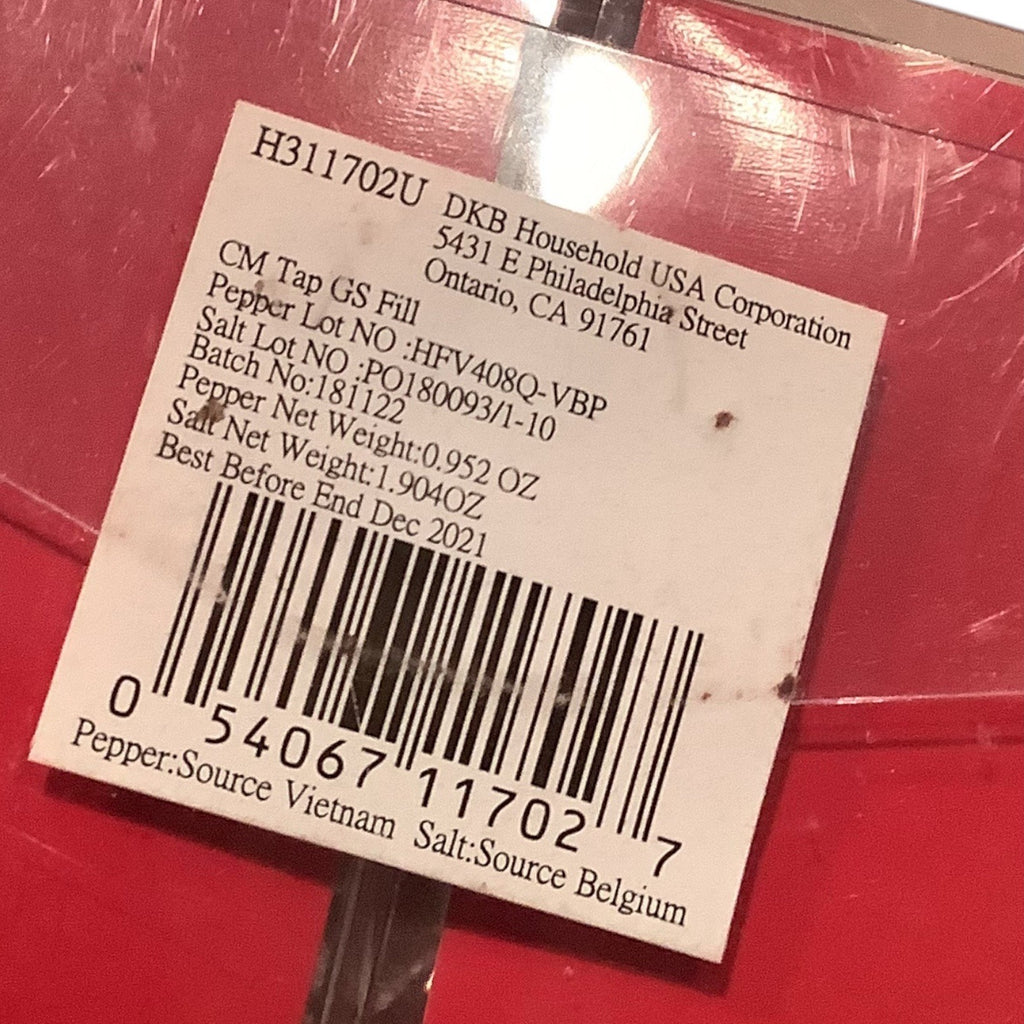 H311702U
DKB Household USA Corporation
5431 E Philadelphia Street
Ontario, CA 91761
CM Tap GS Fill
Pepper Lot NO :HFV408Q-VBP
Salt Lot NO :PO180093/1-10
Batch No:181122
Pepper Net Weight:0.952 OZ
Salt Net Weight:1.904OZ
Best Before End Dec 2021
0 54067 11702 7
Pepper:Source Vietnam Salt:Source Belgium